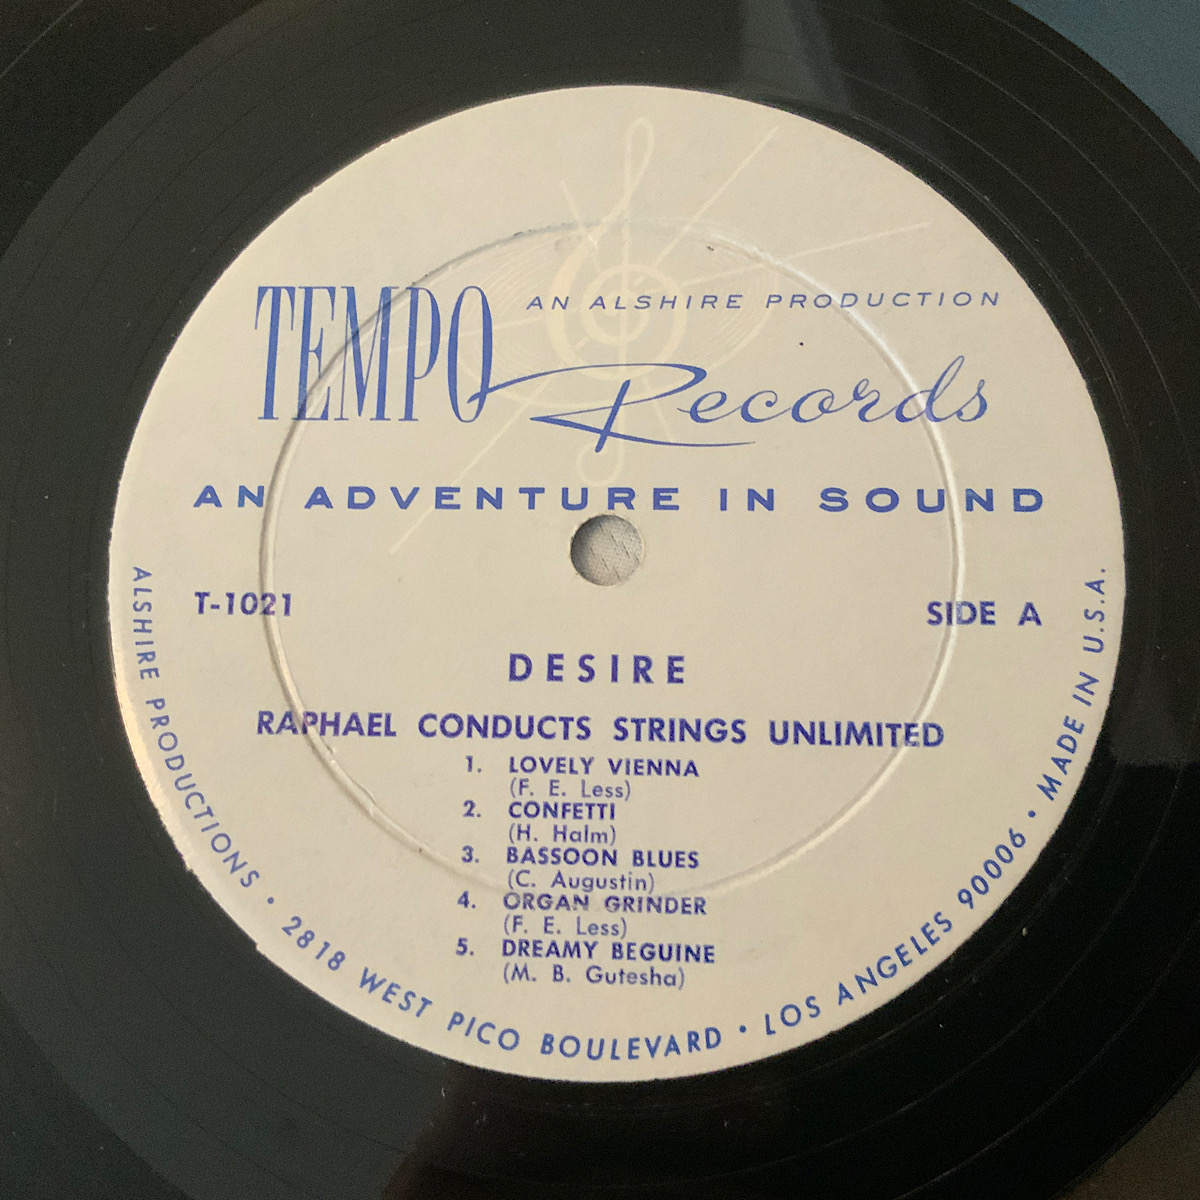 AN ALSHIRE PRODUCTION
TEMPO Records
AN ADVENTURE IN SOUND
T-1021
SIDE A
DESIRE
RAPHAEL CONDUCTS STRINGS UNLIMITED
1. LOVELY VIENNA
(F. E. Less)
2. CONFETTI
(H. Halm)
3. BASSOON BLUES
(C. Augustin)
4. ORGAN GRINDER
(F. E. Less)
5. DREAMY BEGUINE
(M. B. Gutesha)
ALSHIRE PRODUCTIONS • 2818 WEST PICO BOULEVARD • LOS ANGELES 90006 • MADE IN U.S.A.